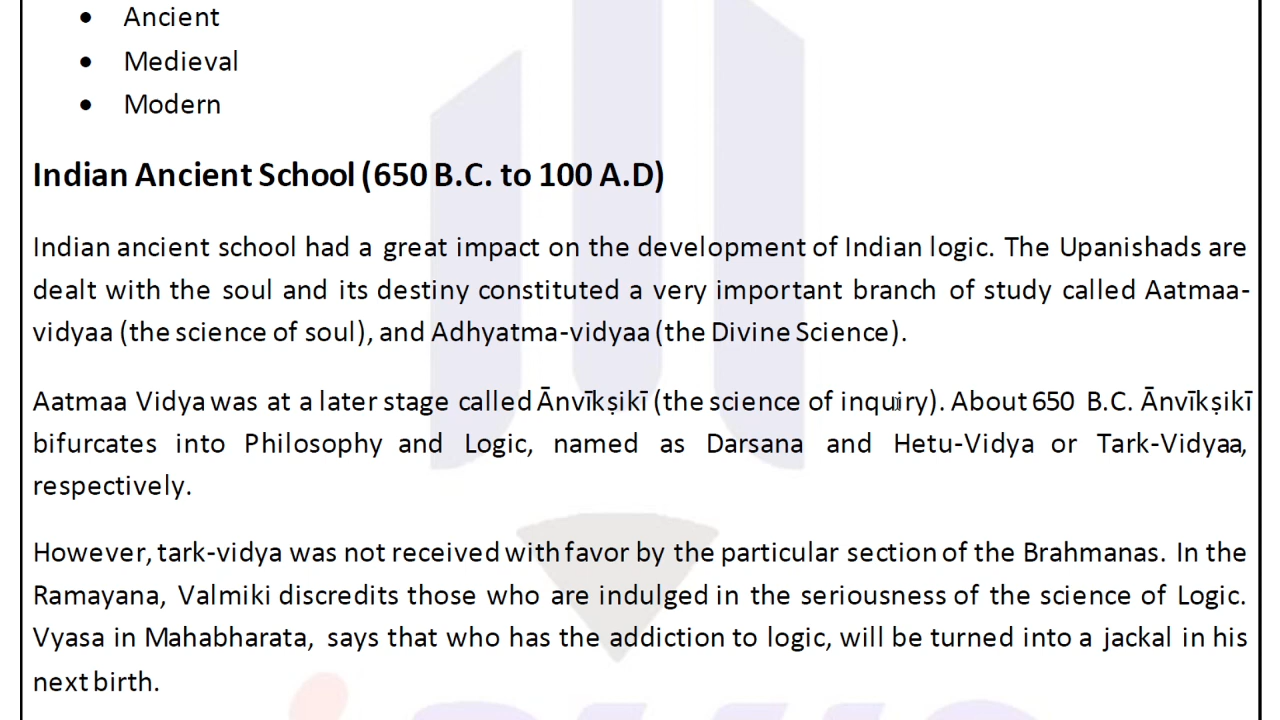 • Ancient
• Medieval
• Modern
Indian Ancient School (650 B.C. to 100 A.D)
Indian ancient school had a great impact on the development of Indian logic. The Upanishads are
dealt with the soul and its destiny constituted a very important branch of study called Aatmaa-
vidyaa (the science of soul), and Adhyatma-vidyaa (the Divine Science).
Aatmaa Vidya was at a later stage called Ānvīkṣikī (the science of inquiry). About 650 B.C. Ānvīkṣikī
bifurcates into Philosophy and Logic, named as Darsana and Hetu-Vidya or Tark-Vidyaa,
respectively.
However, tark-vidya was not received with favor by the particular section of the Brahmanas. In the
Ramayana, Valmiki discredits those who are indulged in the seriousness of the science of Logic.
Vyasa in Mahabharata, says that who has the addiction to logic, will be turned into a jackal in his
next birth.